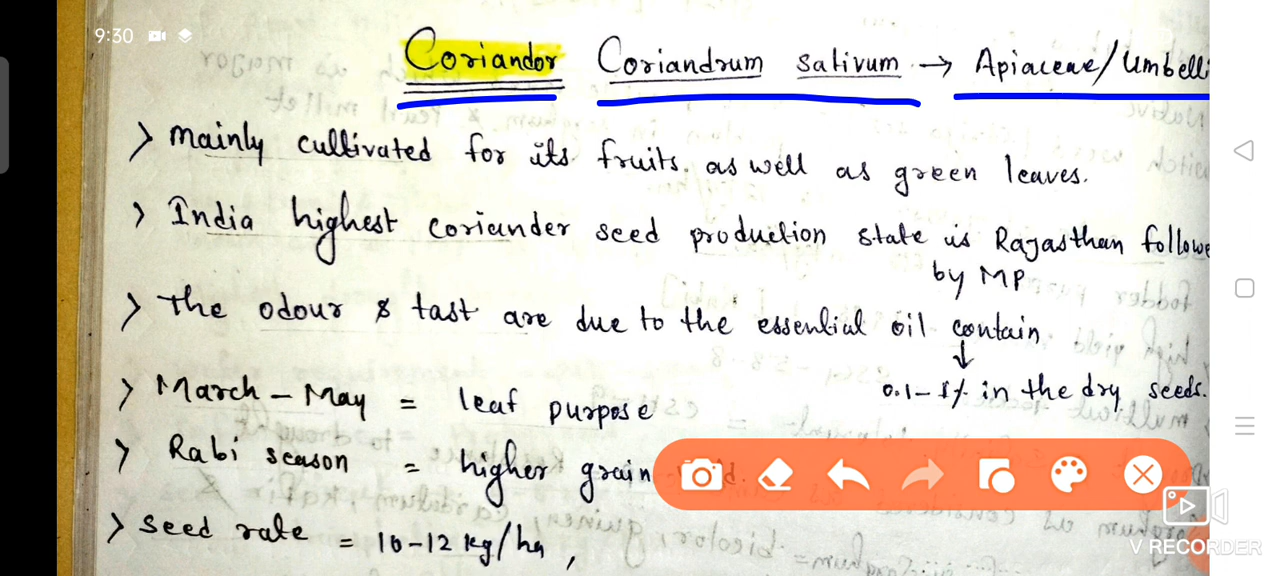 9:30
Coriandor Coriandrum sativum → Apiaceae/Umbelli
> mainly cultivated for its fruits as well as green leaves.
> India highest coriander seed production state is Rajasthan followe
by MP
> the odour & tast are due to the essential oil contain
↓
0.1-1% in the dry seeds.
> March - May = leaf purpose
> Rabi season = higher grain
> seed rate = 10-12 kg/ha,
V RECORDER